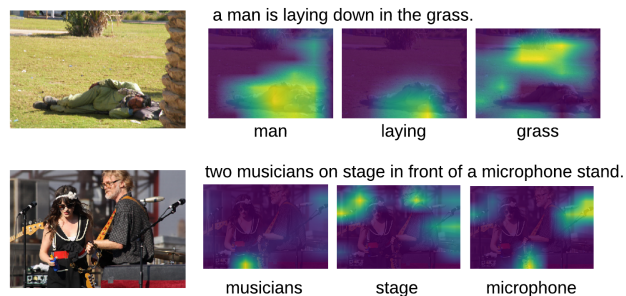 a man is laying down in the grass.
man laying grass
two musicians on stage in front of a microphone stand.
musicians stage microphone